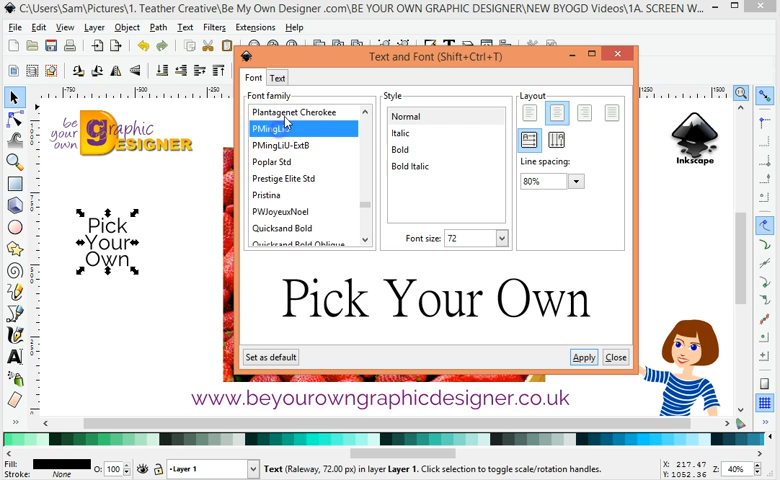 C:\Users\Sam\Pictures\1. Teather Creative\Be My Own Designer .com\BE YOUR OWN GRAPHIC DESIGNER\NEW BYOGD Videos\1A. SCREEN W...
File Edit View Layer Object Path Text Filters Extensions Help
Text and Font (Shift+Ctrl+T)
Font Text
Font family
Plantagenet Cherokee
PMingLiU
PMingLiU-ExtB
Poplar Std
Prestige Elite Std
Pristina
PWJoyeuxNoel
Quicksand Bold
Quicksand Bold Oblique
Style
Normal
Italic
Bold
Bold Italic
Font size: 72
Layout
Line spacing:
80%
Pick Your Own
Set as default
Apply
Close
be your own graphic DESIGNER
Pick
Your
Own
Inkscape
www.beyourowngraphicdesigner.co.uk
Fill:
Stroke: None
O: 100
Layer 1
Text (Raleway, 72.00 px) in layer Layer 1. Click selection to toggle scale/rotation handles.
X: 217.47
Y: 1052.36
Z: 40%